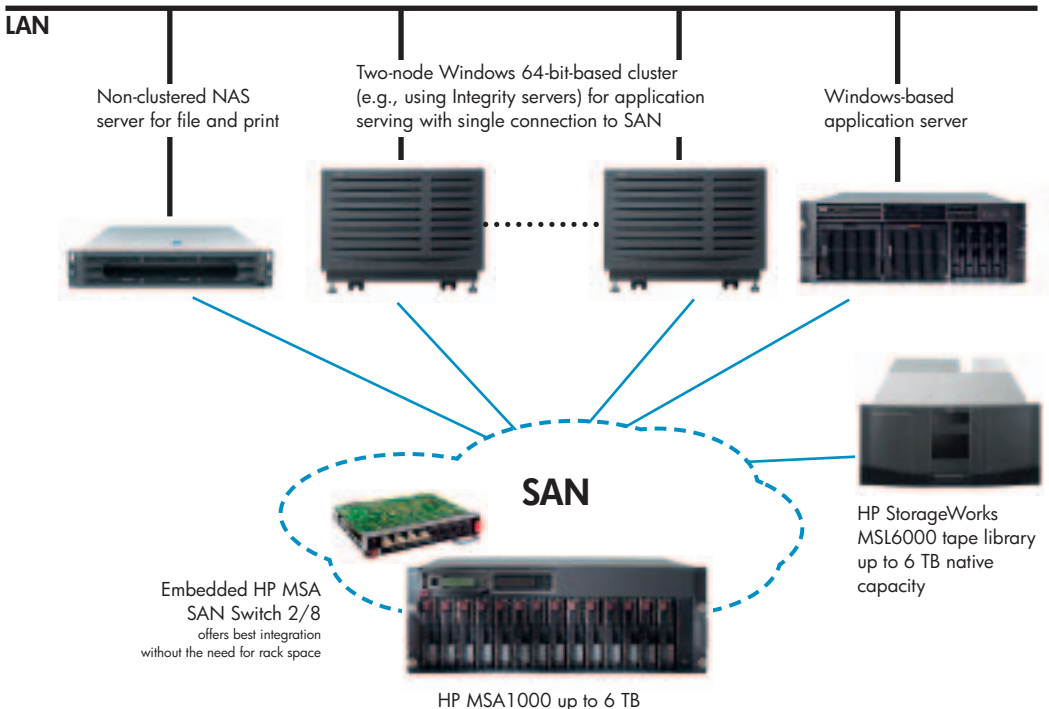 LAN
Non-clustered NAS
server for file and print
Two-node Windows 64-bit-based cluster
(e.g., using Integrity servers) for application
serving with single connection to SAN
Windows-based
application server
SAN
HP StorageWorks
MSL6000 tape library
up to 6 TB native
capacity
Embedded HP MSA
SAN Switch 2/8
offers best integration
without the need for rack space
HP MSA1000 up to 6 TB